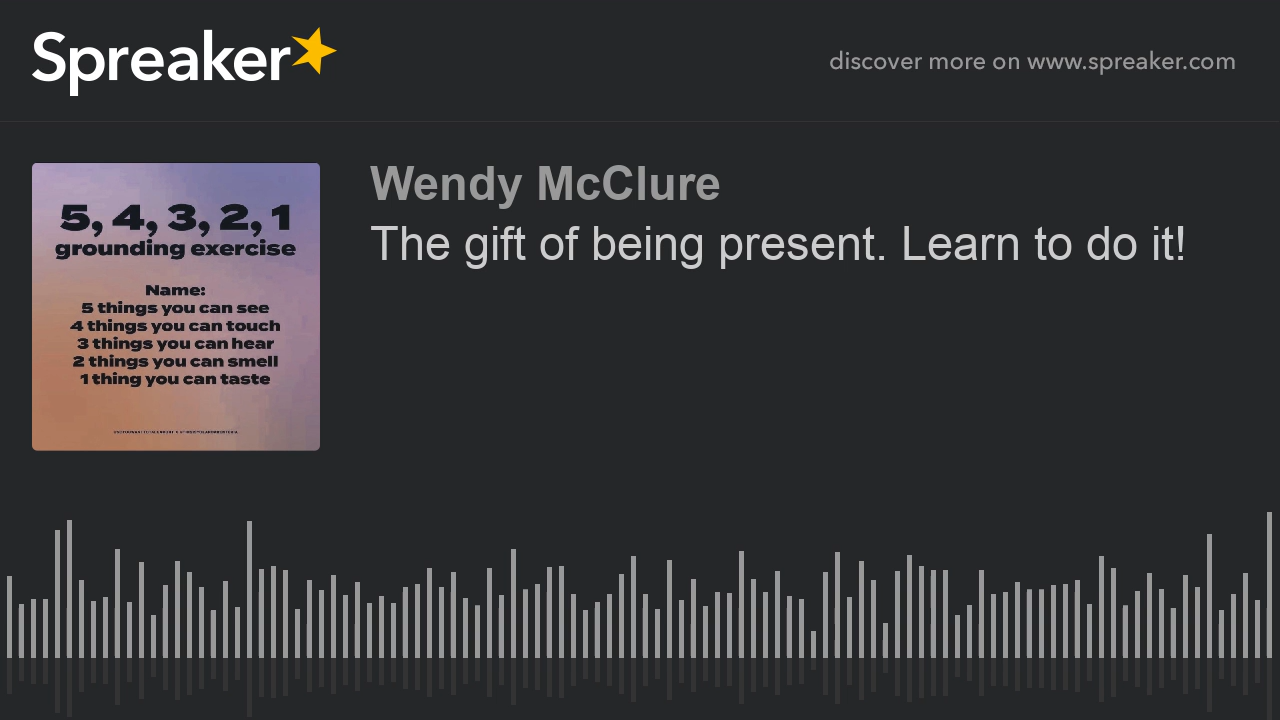 Spreaker
discover more on www.spreaker.com
5, 4, 3, 2, 1
grounding exercise
Name:
5 things you can see
4 things you can touch
3 things you can hear
2 things you can smell
1 thing you can taste
Wendy McClure
The gift of being present. Learn to do it!